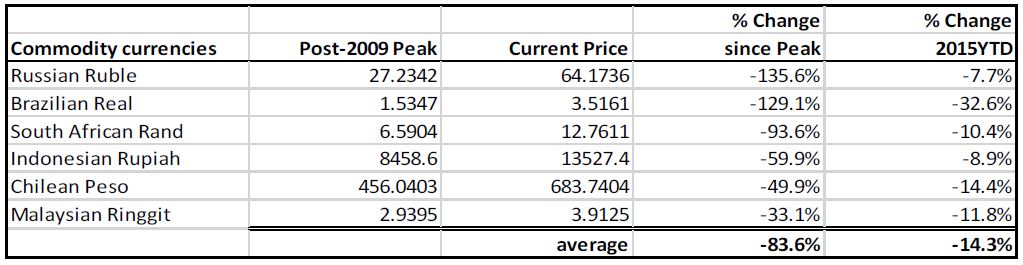 % Change % Change
Commodity currencies Post-2009 Peak Current Price since Peak 2015YTD
Russian Ruble 27.2342 64.1736 -135.6% -7.7%
Brazilian Real 1.5347 3.5161 -129.1% -32.6%
South African Rand 6.5904 12.7611 -93.6% -10.4%
Indonesian Rupiah 8458.6 13527.4 -59.9% -8.9%
Chilean Peso 456.0403 683.7404 -49.9% -14.4%
Malaysian Ringgit 2.9395 3.9125 -33.1% -11.8%
average -83.6% -14.3%